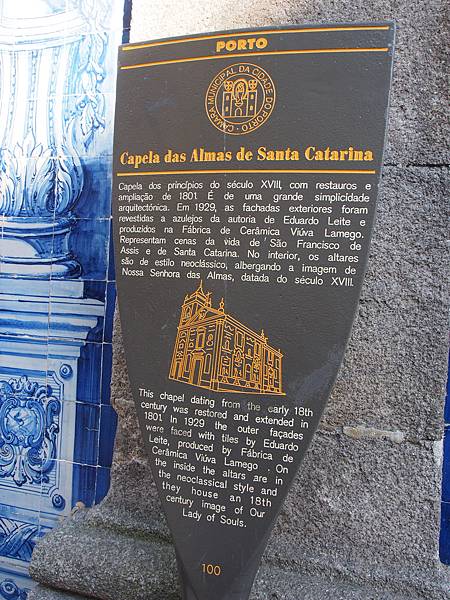 PORTO
CÂMARA MUNICIPAL DA CIDADE DO PORTO
Capela das Almas de Santa Catarina
Capela dos princípios do século XVIII, com restauros e
ampliação de 1801. É de uma grande simplicidade
arquitectónica. Em 1929, as fachadas exteriores foram
revestidas a azulejos da autoria de Eduardo Leite e
produzidos na Fábrica de Cerâmica Viúva Lamego.
Representam cenas da vida de São Francisco de
Assis e de Santa Catarina. No interior, os altares
são de estilo neoclássico, albergando a imagem de
Nossa Senhora das Almas, datada do século XVIII.
This chapel dating from the early 18th
century was restored and extended in
1801. In 1929 the outer façades
were faced with tiles by Eduardo
Leite, produced by Fábrica de
Cerâmica Viúva Lamego . On
the inside the altars are in
the neoclassical style and
they house an 18th
century image of Our
Lady of Souls.
100